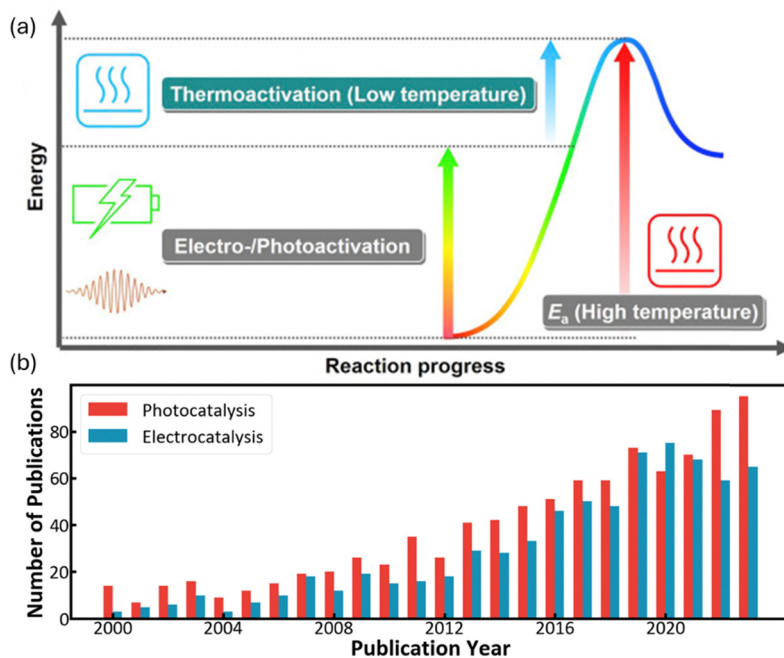 (a)
Thermoactivation (Low temperature)
Energy
Electro-/Photoactivation
Ea (High temperature)
Reaction progress
(b)
Number of Publications
Photocatalysis
Electrocatalysis
80
60
40
20
0
2000 2004 2008 2012 2016 2020
Publication Year